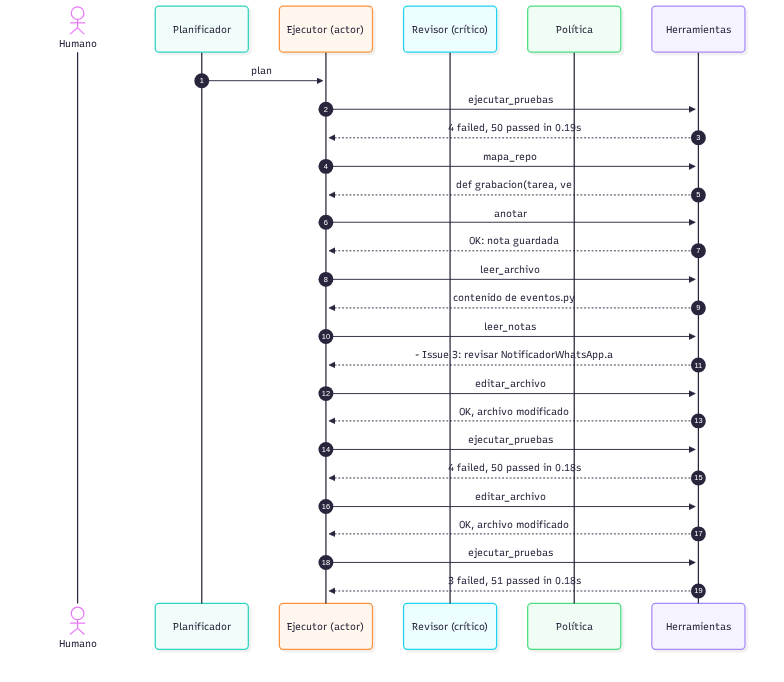 Humano
Planificador
Ejecutor (actor)
Revisor (crítico)
Política
Herramientas
1
plan
2
ejecutar_pruebas
4 failed, 50 passed in 0.19s
3
4
mapa_repo
def grabacion(tarea, ve
5
6
anotar
OK: nota guardada
7
8
leer_archivo
contenido de eventos.py
9
10
leer_notas
- Issue 3: revisar NotificadorWhatsApp.a
11
12
editar_archivo
OK, archivo modificado
13
14
ejecutar_pruebas
4 failed, 50 passed in 0.18s
15
16
editar_archivo
OK, archivo modificado
17
18
ejecutar_pruebas
3 failed, 51 passed in 0.18s
19
Humano
Planificador
Ejecutor (actor)
Revisor (crítico)
Política
Herramientas